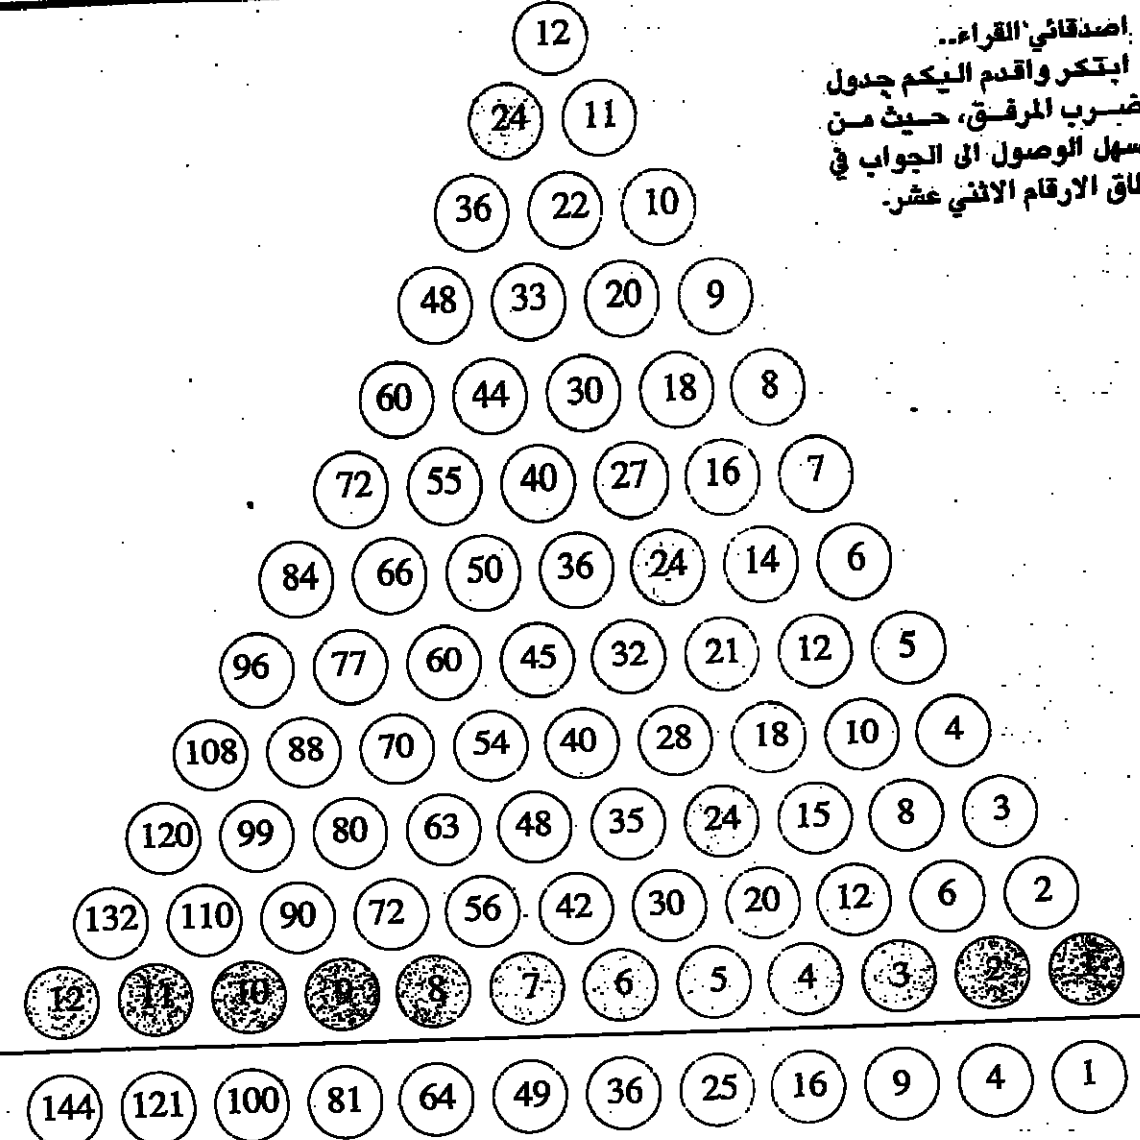 اصدقائي القراء..
ابتكر واقدم اليكم جدول
ضرب المرفق، حيث من
سهل الوصول الى الجواب في
الارقام الاثني عشر.
12
24 11
36 22 10
48 33 20 9
60 44 30 18 8
72 55 40 27 16 7
84 66 50 36 24 14 6
96 77 60 45 32 21 12 5
108 88 70 54 40 28 18 10 4
120 99 80 63 48 35 24 15 8 3
132 110 90 72 56 42 30 20 12 6 2
12 11 10 9 8 7 6 5 4 3 2 1
144 121 100 81 64 49 36 25 16 9 4 1